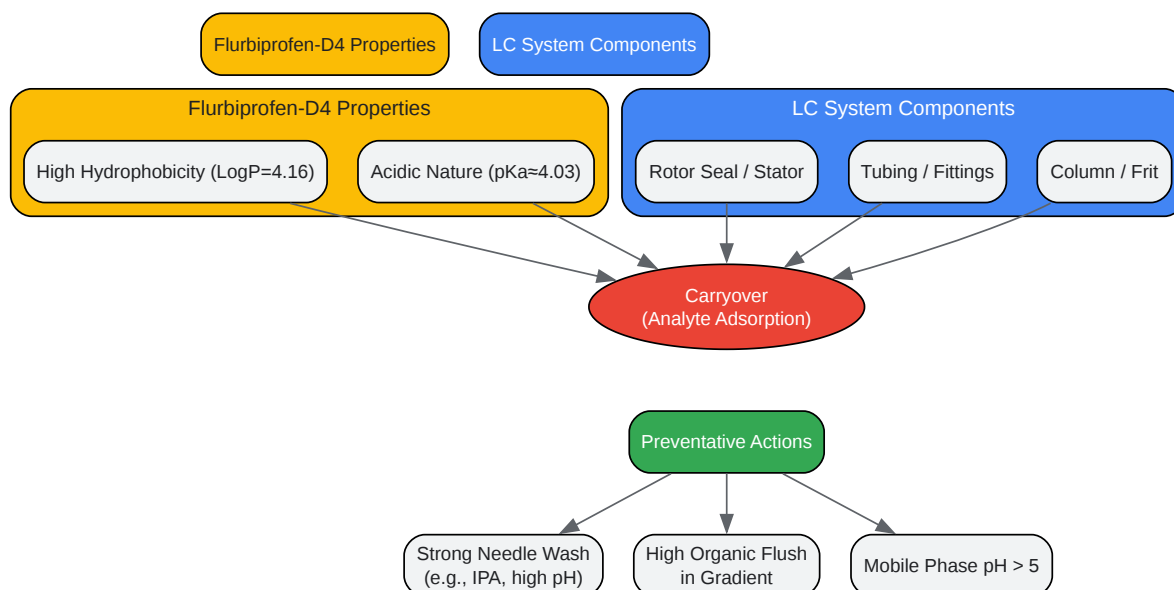 Flurbiprofen-D4 Properties
LC System Components
Flurbiprofen-D4 Properties
LC System Components
High Hydrophobicity (LogP=4.16)
Acidic Nature (pKa≈4.03)
Rotor Seal / Stator
Tubing / Fittings
Column / Frit
Carryover
(Analyte Adsorption)
Preventative Actions
Strong Needle Wash
(e.g., IPA, high pH)
High Organic Flush
in Gradient
Mobile Phase pH > 5